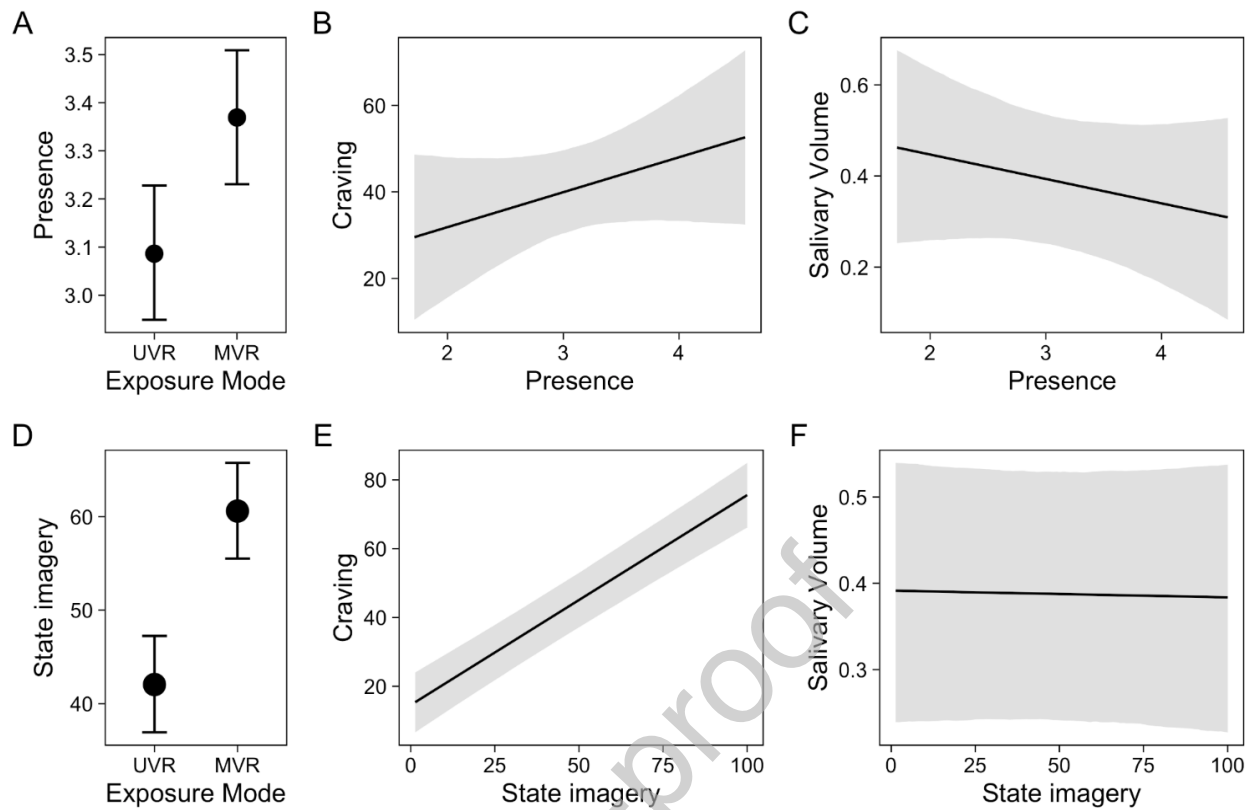 A
Presence
3.5
3.4
3.3
3.2
3.1
3.0
UVR MVR
Exposure Mode
B
Craving
60
40
20
2 3 4
Presence
C
Salivary Volume
0.6
0.4
0.2
2 3 4
Presence
D
State imagery
60
50
40
UVR MVR
Exposure Mode
E
Craving
80
60
40
20
0 25 50 75 100
State imagery
F
Salivary Volume
0.5
0.4
0.3
0 25 50 75 100
State imagery
proof